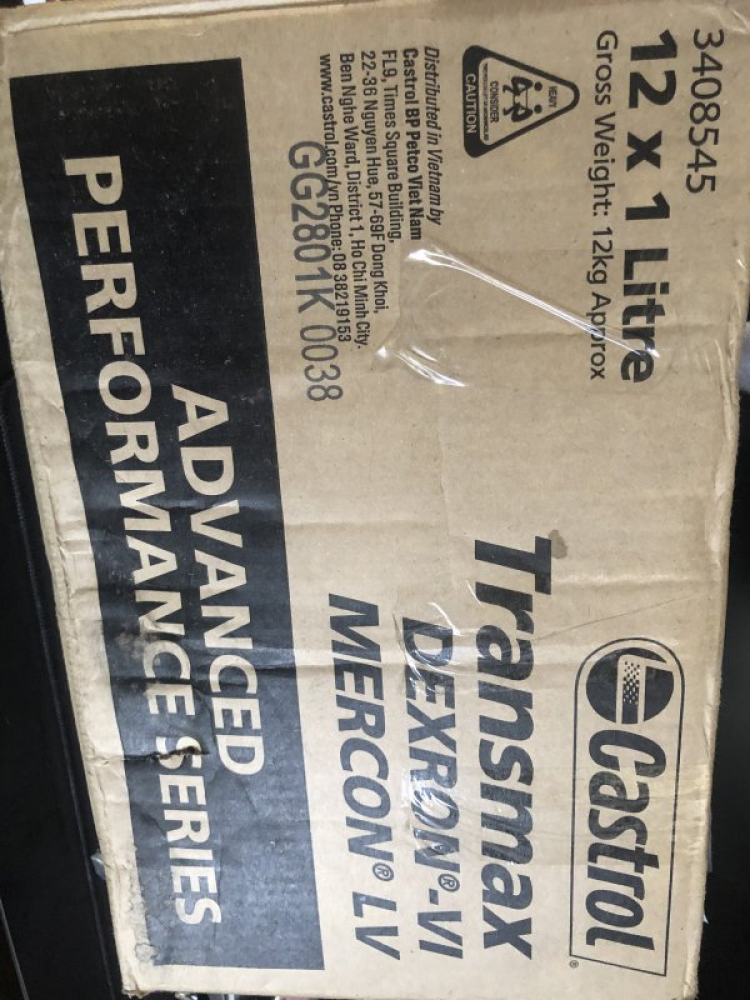 3408545
12 x 1 Litre
Gross Weight: 12kg Approx
HEAVY
CONSIDER
CAUTION
Distributed in Vietnam by
Castrol BP Petco Viet Nam
FL9, Times Square Building,
22-36 Nguyen Hue, 57-69F Dong Khoi,
Ben Nghe Ward, District 1, Ho Chi Minh City.
www.castrol.com/vn Phone: 08 38219153
GG2801K 0038
Castrol®
Transmax
DEXRON®-VI
MERCON® LV
ADVANCED
PERFORMANCE SERIES